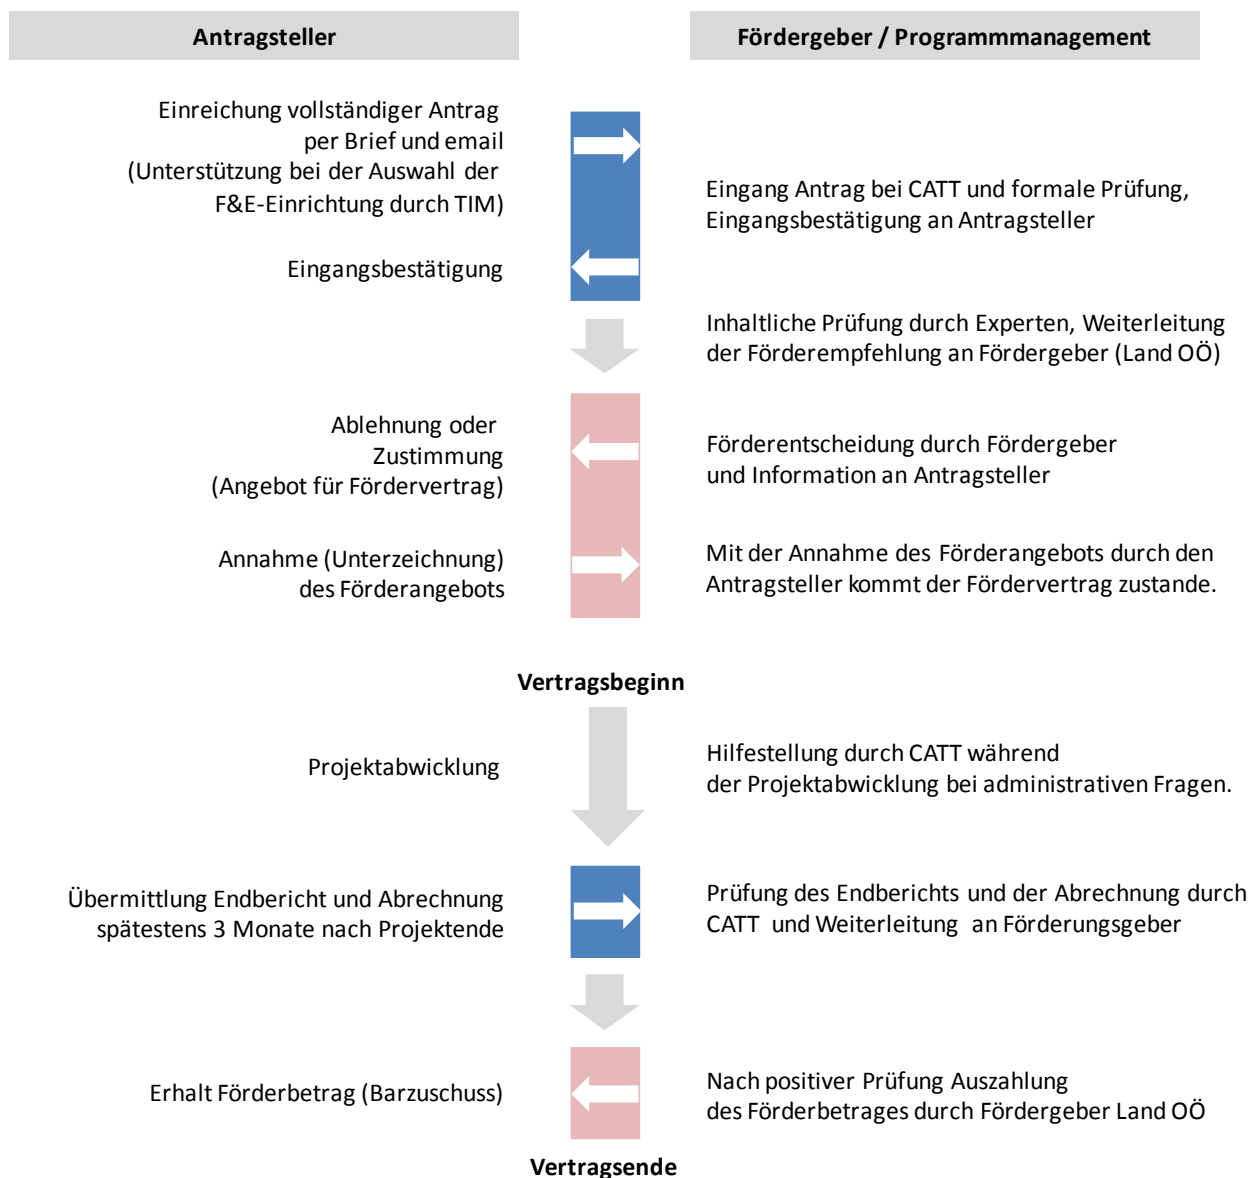 Antragsteller
Fördergeber / Programmmanagement
Einreichung vollständiger Antrag
per Brief und email
(Unterstützung bei der Auswahl der
F&E-Einrichtung durch TIM)
Eingang Antrag bei CATT und formale Prüfung,
Eingangsbestätigung an Antragsteller
Eingangsbestätigung
Inhaltliche Prüfung durch Experten, Weiterleitung
der Förderempfehlung an Fördergeber (Land OÖ)
Ablehnung oder
Zustimmung
(Angebot für Fördervertrag)
Förderentscheidung durch Fördergeber
und Information an Antragsteller
Annahme (Unterzeichnung)
des Förderangebots
Mit der Annahme des Förderangebots durch den
Antragsteller kommt der Fördervertrag zustande.
Vertragsbeginn
Projektabwicklung
Hilfestellung durch CATT während
der Projektabwicklung bei administrativen Fragen.
Übermittlung Endbericht und Abrechnung
spätestens 3 Monate nach Projektende
Prüfung des Endberichts und der Abrechnung durch
CATT und Weiterleitung an Förderungsgeber
Erhalt Förderbetrag (Barzuschuss)
Nach positiver Prüfung Auszahlung
des Förderbetrages durch Fördergeber Land OÖ
Vertragsende